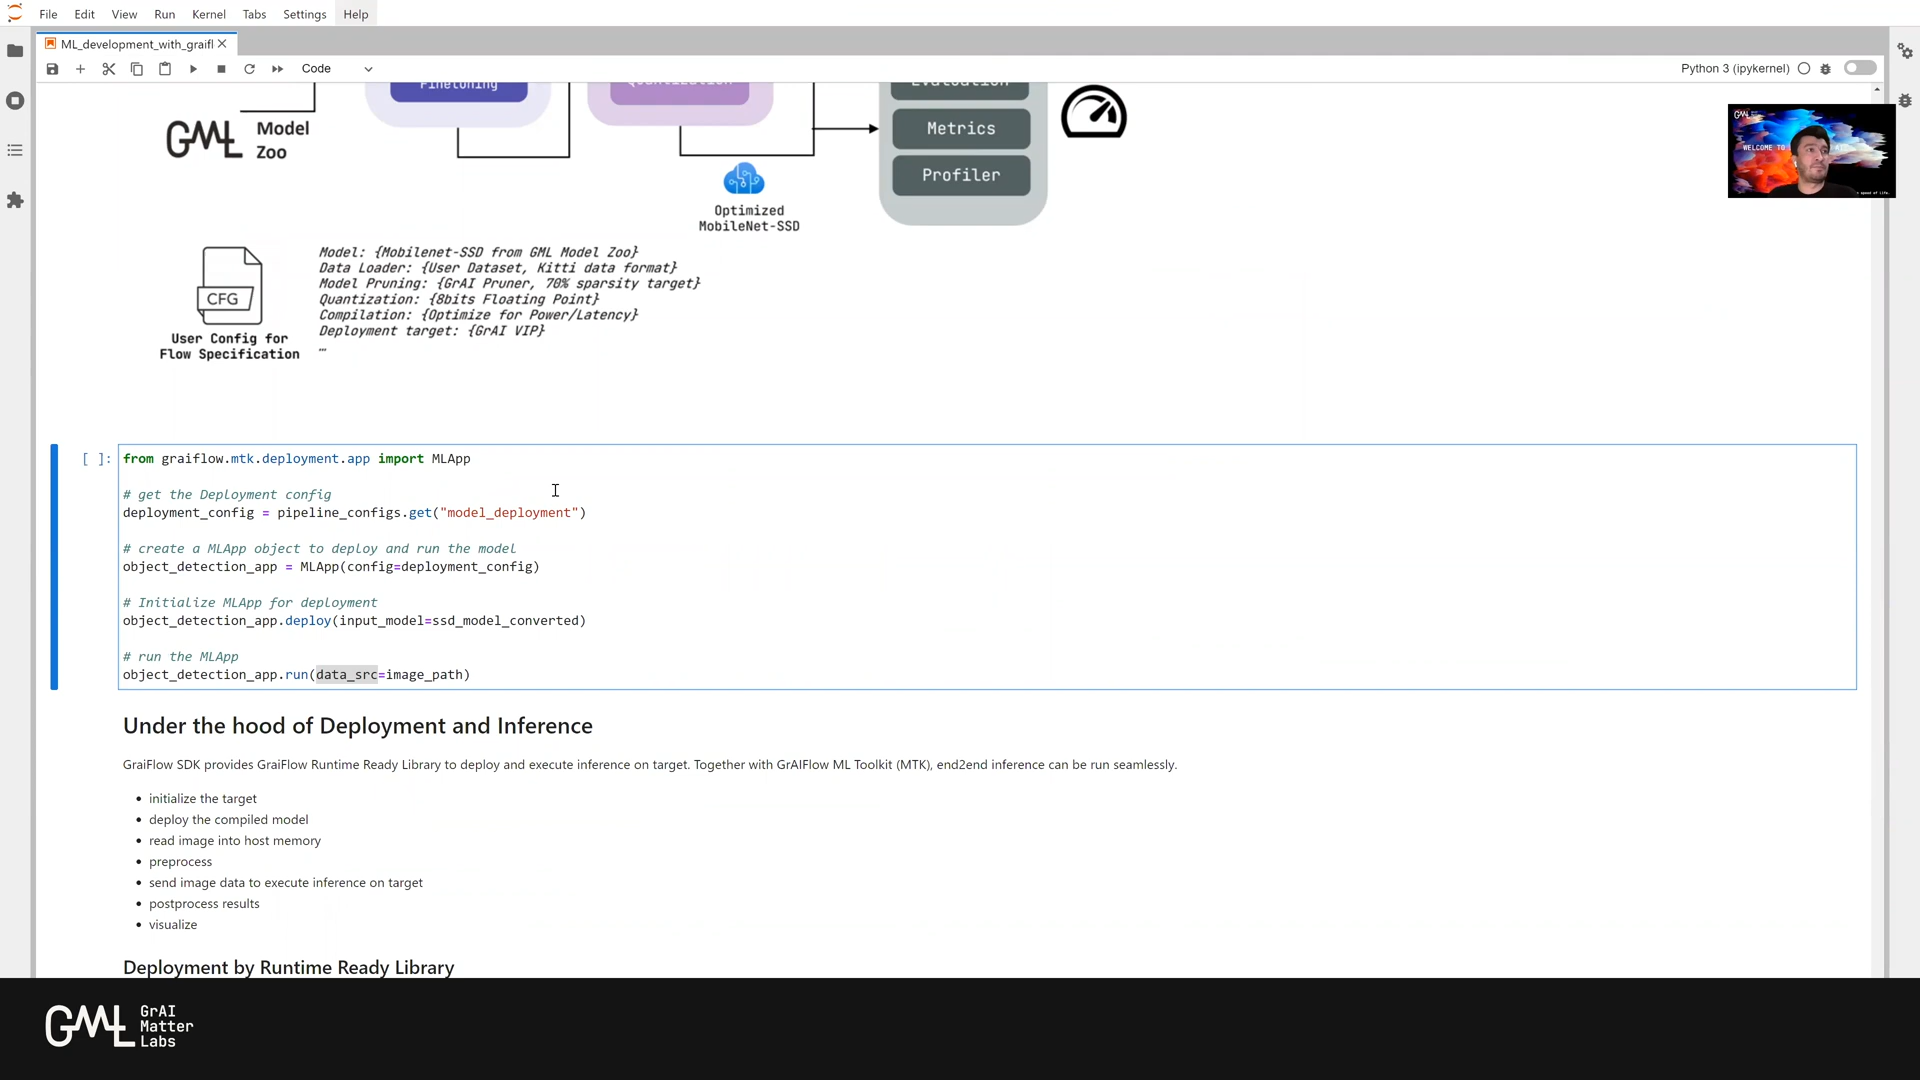 File Edit View Run Kernel Tabs Settings Help
ML_development_with_graifl
Code
Python 3 (ipykernel)
Finetuning
Quantization
Evaluation
GML Model Zoo
Metrics
Profiler
Optimized
MobileNet-SSD
WELCOME TO
Model: {Mobilenet-SSD from GML Model Zoo}
Data Loader: {User Dataset, Kitti data format}
Model Pruning: {GrAI Pruner, 70% sparsity target}
Quantization: {8bits Floating Point}
Compilation: {Optimize for Power/Latency}
Deployment target: {GrAI VIP}
…
CFG
User Config for
Flow Specification
[ ]: from graiflow.mtk.deployment.app import MLApp
# get the Deployment config
deployment_config = pipeline_configs.get("model_deployment")
# create a MLApp object to deploy and run the model
object_detection_app = MLApp(config=deployment_config)
# Initialize MLApp for deployment
object_detection_app.deploy(input_model=ssd_model_converted)
# run the MLApp
object_detection_app.run(data_src=image_path)
Under the hood of Deployment and Inference
GraiFlow SDK provides GraiFlow Runtime Ready Library to deploy and execute inference on target. Together with GrAIFlow ML Toolkit (MTK), end2end inference can be run seamlessly.
• initialize the target
• deploy the compiled model
• read image into host memory
• preprocess
• send image data to execute inference on target
• postprocess results
• visualize
Deployment by Runtime Ready Library
GML GrAI
Matter
Labs